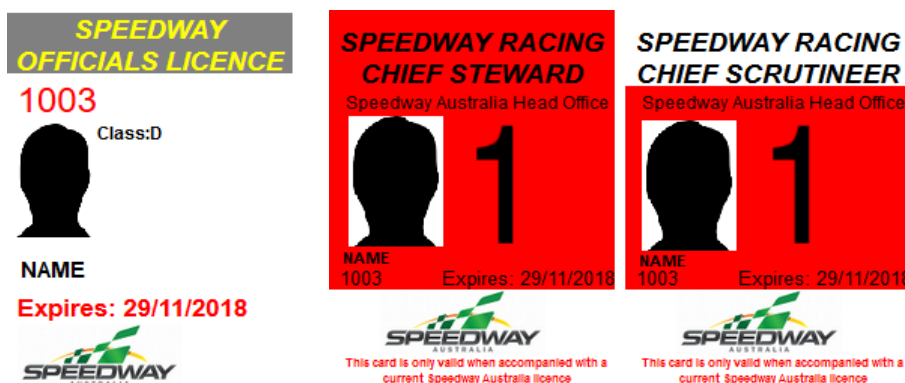 SPEEDWAY
OFFICIALS LICENCE
1003
Class:D
NAME
Expires: 29/11/2018
SPEEDWAY
AUSTRALIA
SPEEDWAY RACING
CHIEF STEWARD
Speedway Australia Head Office
1
NAME
1003 Expires: 29/11/2018
SPEEDWAY
AUSTRALIA
This card is only valid when accompanied with a
current Speedway Australia licence
SPEEDWAY RACING
CHIEF SCRUTINEER
Speedway Australia Head Office
1
NAME
1003 Expires: 29/11/2018
SPEEDWAY
AUSTRALIA
This card is only valid when accompanied with a
current Speedway Australia licence